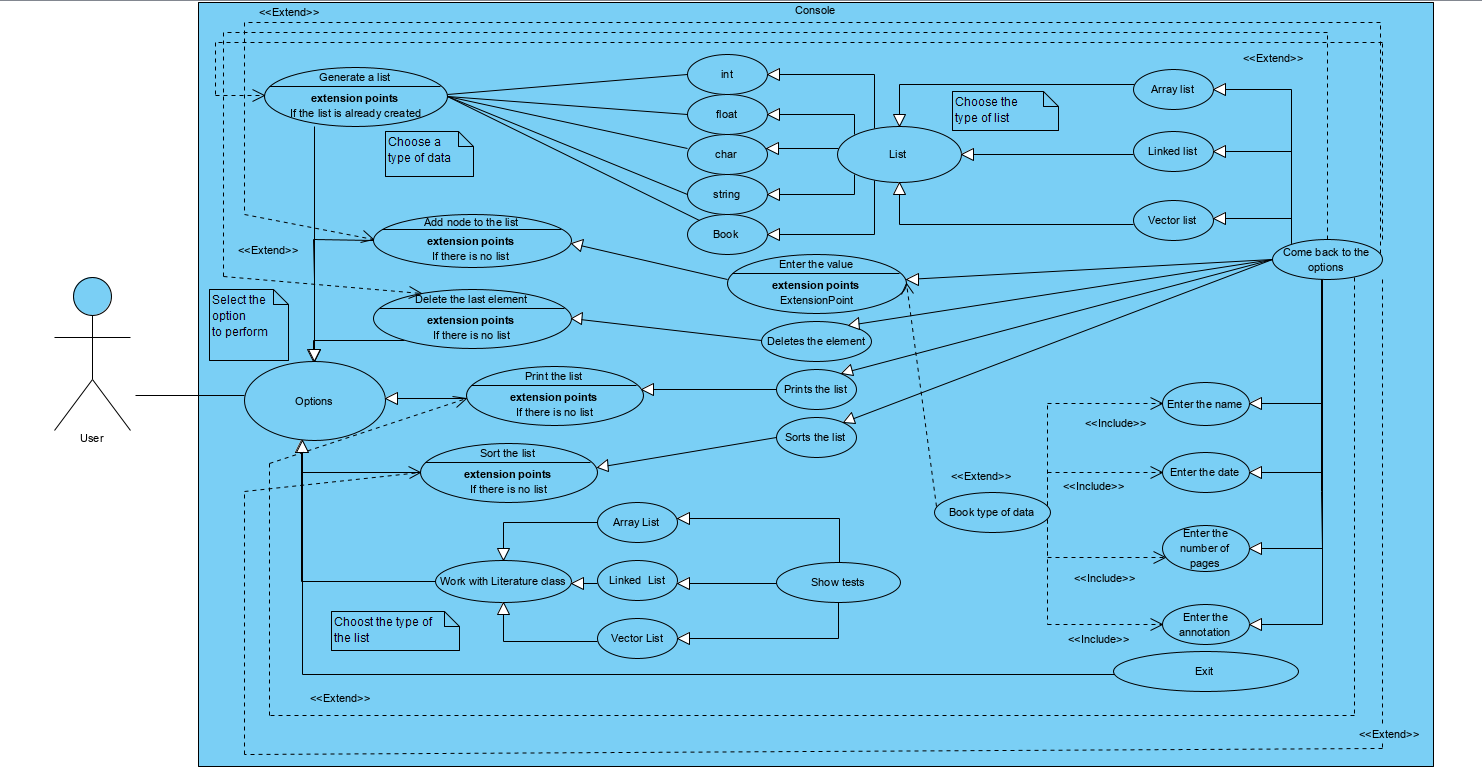 <<Extend>>
Console
<<Extend>>
Generate a list
extension points
If the list is already created
Choose a
type of data
int
float
char
string
Book
List
Choose the
type of list
Array list
Linked list
Vector list
Come back to the
options
Add node to the list
extension points
If there is no list
<<Extend>>
Enter the value
extension points
ExtensionPoint
Select the
option
to perform
Delete the last element
extension points
If there is no list
Deletes the element
Options
Print the list
extension points
If there is no list
Prints the list
User
Sort the list
extension points
If there is no list
Sorts the list
Enter the name
<<Include>>
Enter the date
<<Include>>
<<Extend>>
Book type of data
Enter the
number of
pages
<<Include>>
Enter the
annotation
<<Include>>
Array List
Work with Literature class
Linked List
Show tests
Vector List
Choost the type of
the list
Exit
<<Extend>>
<<Extend>>